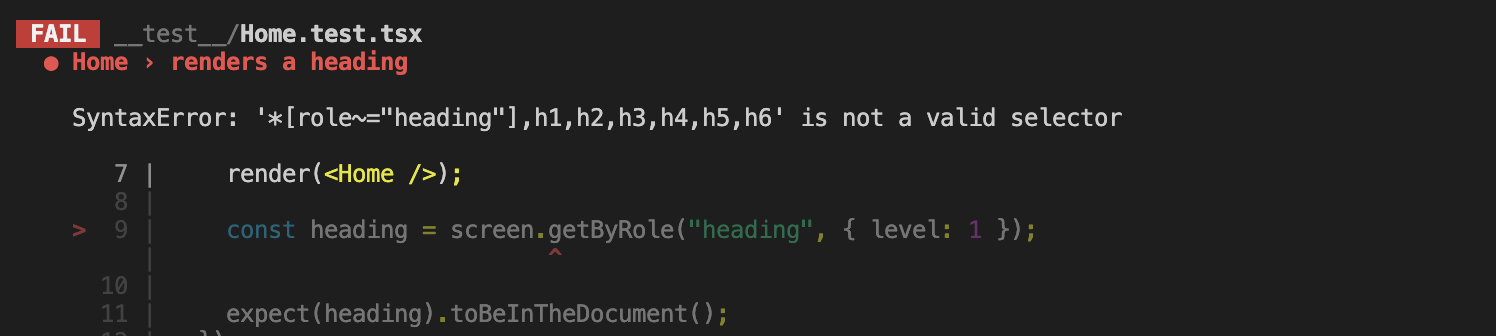 FAIL __test__/Home.test.tsx
● Home › renders a heading
SyntaxError: '*[role~="heading"],h1,h2,h3,h4,h5,h6' is not a valid selector
7 | render(<Home />);
8 |
> 9 | const heading = screen.getByRole("heading", { level: 1 });
| ^
10 |
11 | expect(heading).toBeInTheDocument();
12 | })